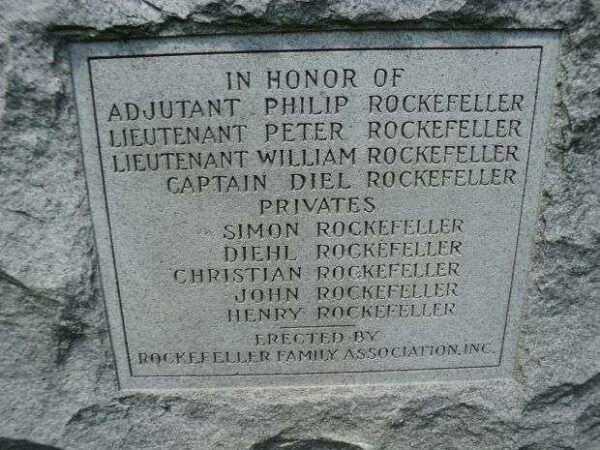 IN HONOR OF
ADJUTANT PHILIP ROCKEFELLER
LIEUTENANT PETER ROCKEFELLER
LIEUTENANT WILLIAM ROCKEFELLER
CAPTAIN DIEL ROCKEFELLER
PRIVATES
SIMON ROCKEFELLER
DIEHL ROCKEFELLER
CHRISTIAN ROCKEFELLER
JOHN ROCKEFELLER
HENRY ROCKEFELLER
ERECTED BY
ROCKEFELLER FAMILY ASSOCIATION, INC.